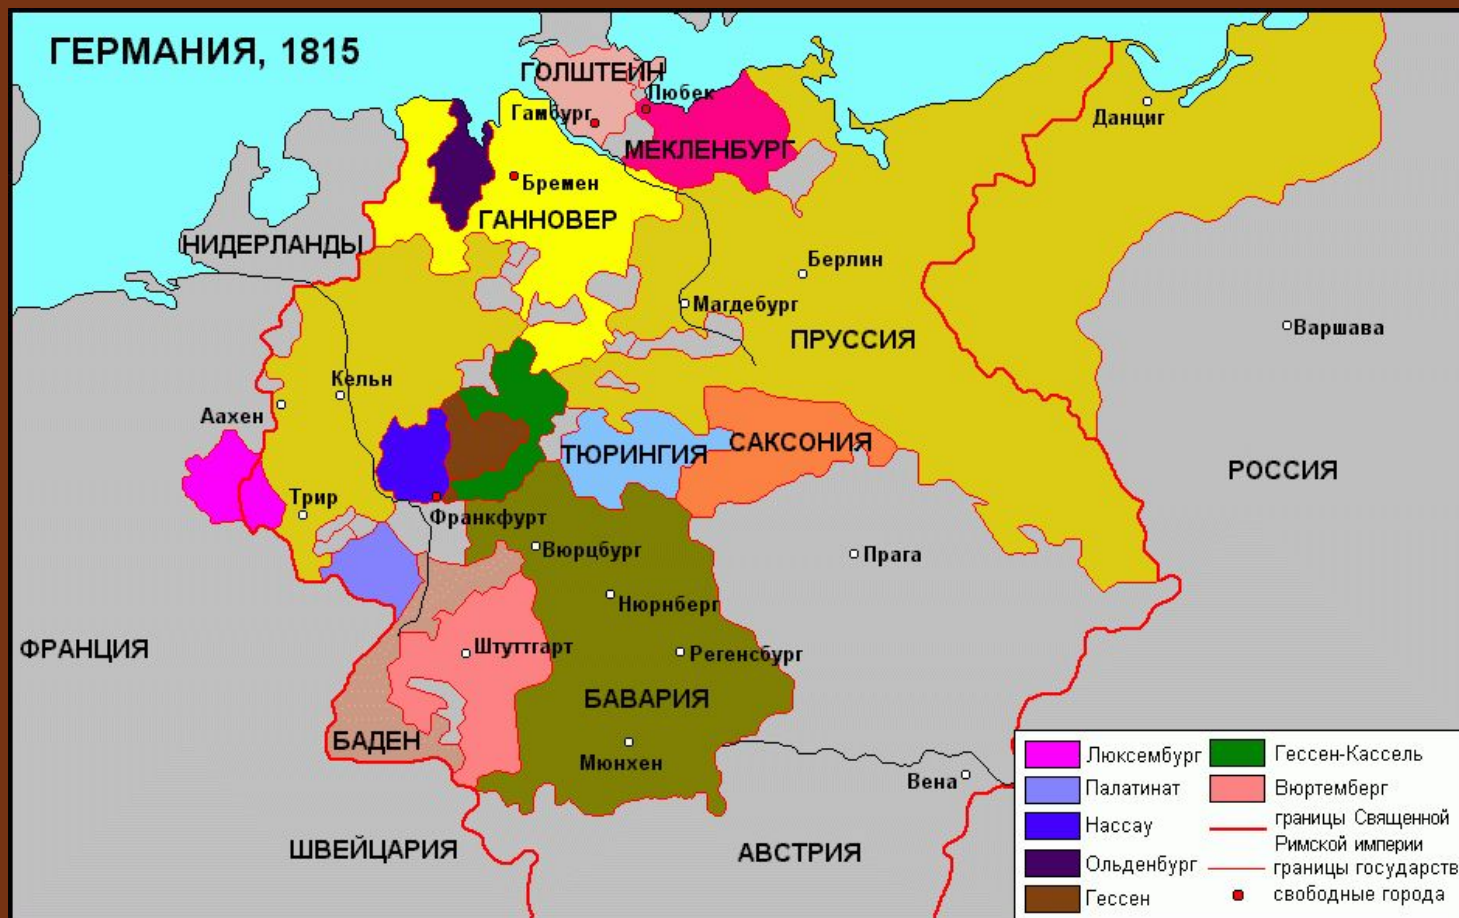 ГЕРМАНИЯ, 1815
ГОЛШТЕЙН
Любек
Гамбург
Данциг
МЕКЛЕНБУРГ
Бремен
ГАННОВЕР
НИДЕРЛАНДЫ
Берлин
Магдебург
Варшава
ПРУССИЯ
Кельн
Аахен
ТЮРИНГИЯ
САКСОНИЯ
РОССИЯ
Трир
Франкфурт
Вюрцбург
Прага
Нюрнберг
ФРАНЦИЯ
Штуттгарт
Регенсбург
БАВАРИЯ
БАДЕН
Мюнхен
Вена
ШВЕЙЦАРИЯ
АВСТРИЯ
Люксембург
Палатинат
Нассау
Ольденбург
Гессен
Гессен-Кассель
Вюртемберг
границы Священной
Римской империи
границы государств
свободные города